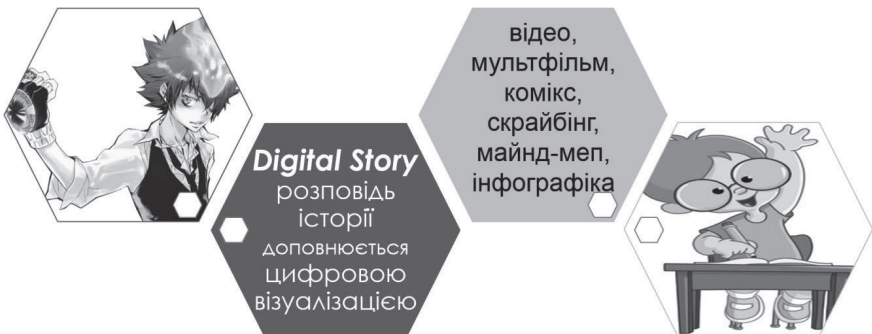 Digital Story
розповідь
історії
доповнюється
цифровою
візуалізацією
відео,
мультфільм,
комікс,
скрайбінг,
майнд-меп,
інфографіка